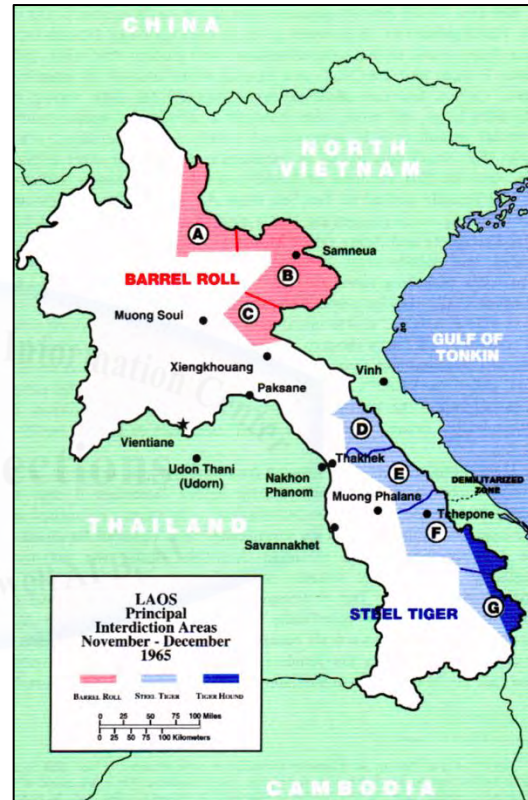 CHINA
NORTH
VIETNAM
A
Samneua
BARREL ROLL
B
C
Muong Soui
GULF OF
TONKIN
Xiengkhouang
Vinh
Paksane
D
Vientiane
Udon Thani
(Udorn)
Thakhek
E
Nakhon
Phanom
DEMILITARIZED
ZONE
Muong Phalane
Tchepone
THAILAND
F
Savannakhet
LAOS
Principal
Interdiction Areas
November - December
1965
STEEL TIGER
G
BARREL ROLL
STEEL TIGER
TIGER HOUND
0 25 50 100 Miles
0 25 50 75 100 Kilometers
CAMBODIA